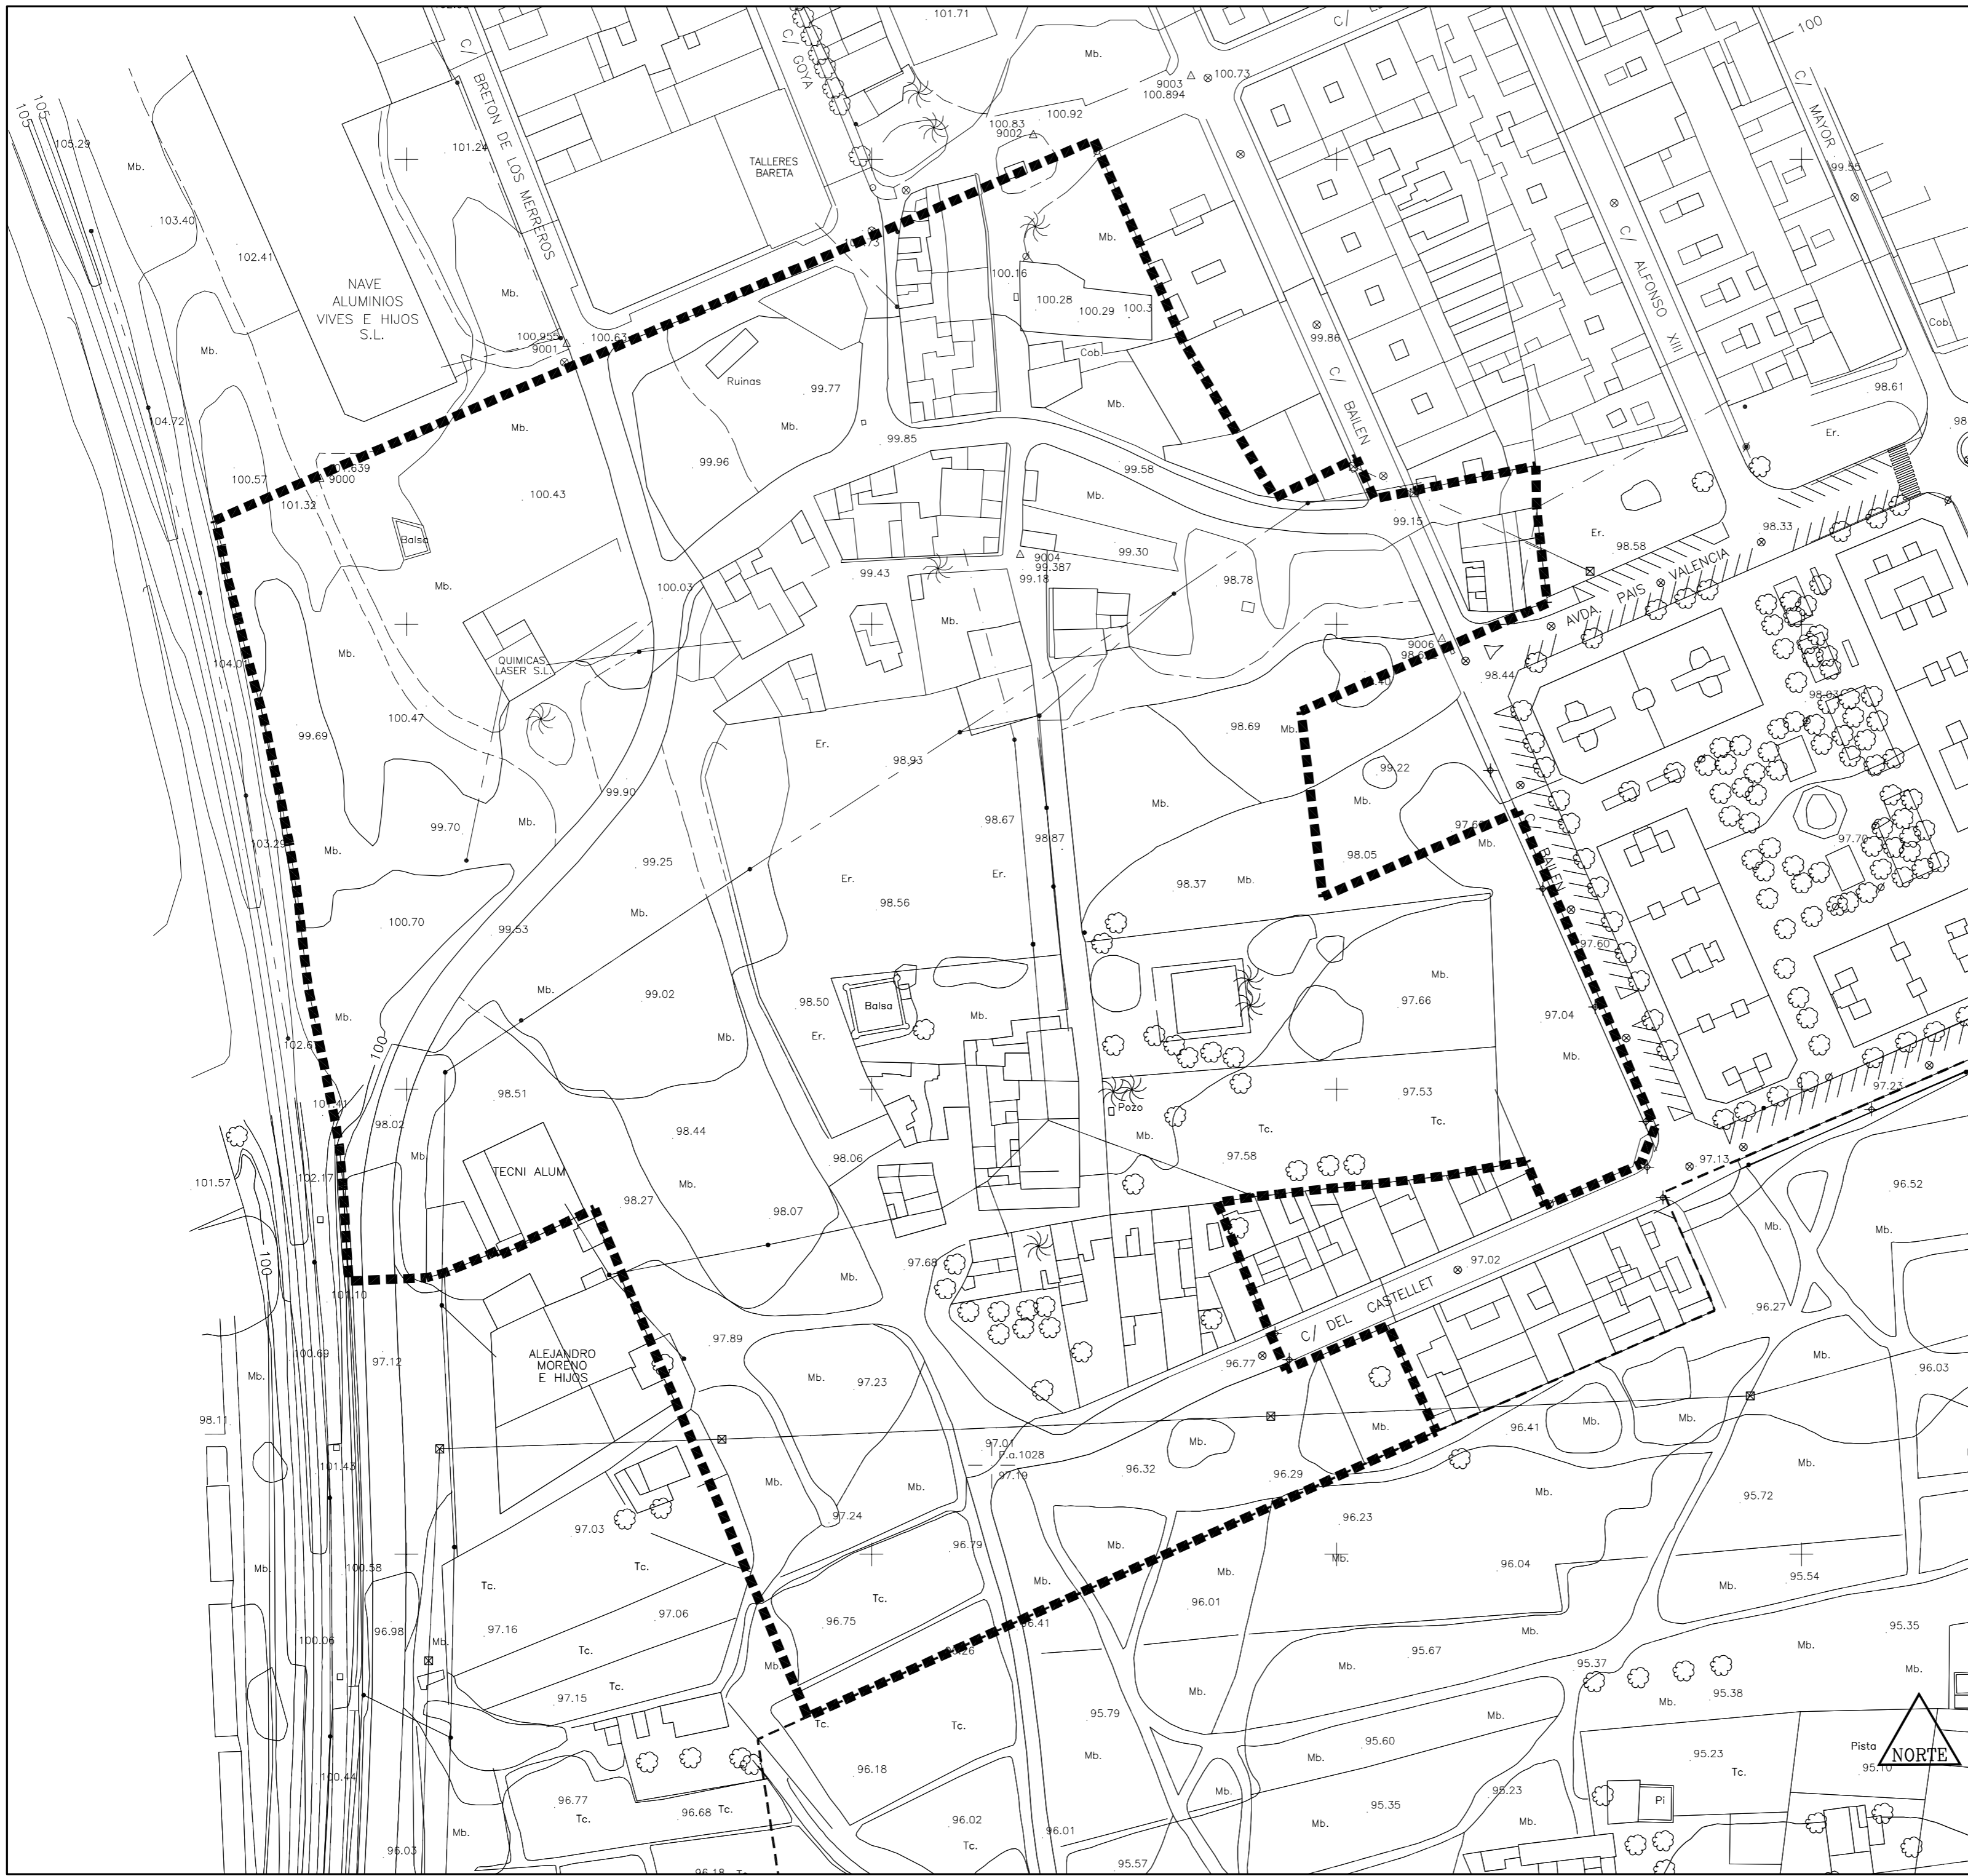 101.71
C/
C/ GOYA
100
105
105
105.29
Mb.
101.24
C/ BRETON DE LOS MERREROS
Mb.
9003
100.894
100.73
100.83
9002
100.92
TALLERES
BARETA
C/ MAYOR
99.55
103.40
102.41
NAVE
ALUMINIOS
VIVES E HIJOS
S.L.
Mb.
Mb.
Mb.
100.955
9001
100.63
100.16
100.28
100.29
100.3
Cob.
Mb.
99.86
C/ BAILEN
C/ ALFONSO XIII
Cob.
98.61
Er.
Ruinas
99.77
Mb.
99.85
99.96
99.58
Mb.
104.72
100.57
9000
101.32
Mb.
100.43
Balsa
Mb.
99.15
Er.
98.58
98.33
AVDA. PAIS VALENCIA
99.30
9004
99.387
99.18
99.43
98.78
100.03
Mb.
104.01
Mb.
QUIMICAS
LASER S.L.
9006
98.44
98.03
100.47
99.69
Er.
98.93
98.69
Mb.
99.22
Mb.
99.90
99.70
Mb.
98.67
98.87
Mb.
103.29
Mb.
99.25
98.05
Mb.
C/ BAILEN
97.70
Er.
Er.
98.37
Mb.
98.56
Mb.
100.70
99.53
97.60
Mb.
99.02
98.50
Balsa
Mb.
Mb.
97.66
97.04
Mb.
Mb.
Er.
Mb.
100
98.51
97.53
97.23
Pozo
98.02
Mb.
98.44
Mb.
Tc.
Tc.
TECNI ALUM
98.06
97.58
97.13
101.57
102.17
98.27
Mb.
98.07
96.52
Mb.
Mb.
100
97.68
Mb.
97.02
C/ DEL CASTELLET
101.10
96.27
100.69
97.12
97.89
ALEJANDRO
MORENO
E HIJOS
Mb.
97.23
96.77
Mb.
96.03
Mb.
98.11
Mb.
96.41
Mb.
Mb.
101.43
97.01
P.a.1028
97.19
Mb.
96.32
96.29
Mb.
Mb.
Mb.
Mb.
95.72
97.03
97.24
96.23
96.79
Mb.
Mb.
96.04
95.54
Mb.
100.58
Tc.
Mb.
Mb.
Tc.
96.01
97.06
96.75
97.16
96.98
Mb.
96.41
Mb.
95.35
100.06
Tc.
Mb.
95.67
Mb.
95.37
Mb.
Mb.
Mb.
Mb.
95.38
Tc.
97.15
95.79
Mb.
Tc.
Tc.
95.60
Mb.
Mb.
95.23
Tc.
Pista
95.10
NORTE
96.18
100.44
96.77
Tc.
96.68
Tc.
96.02
Tc.
96.01
Mb.
95.35
95.23
Mb.
Pi
Mb.
Mb.
96.03
95.57
96.18